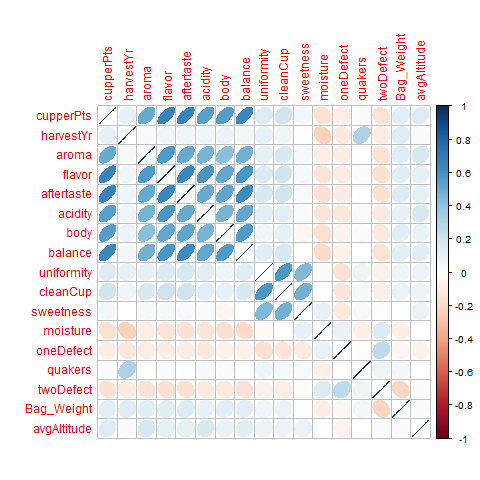 cupperPts
harvestYr
aroma
flavor
aftertaste
acidity
body
balance
uniformity
cleanCup
sweetness
moisture
oneDefect
quakers
twoDefect
Bag_Weight
avgAltitude
cupperPts
harvestYr
aroma
flavor
aftertaste
acidity
body
balance
uniformity
cleanCup
sweetness
moisture
oneDefect
quakers
twoDefect
Bag_Weight
avgAltitude
1
0.8
0.6
0.4
0.2
0
-0.2
-0.4
-0.6
-0.8
-1